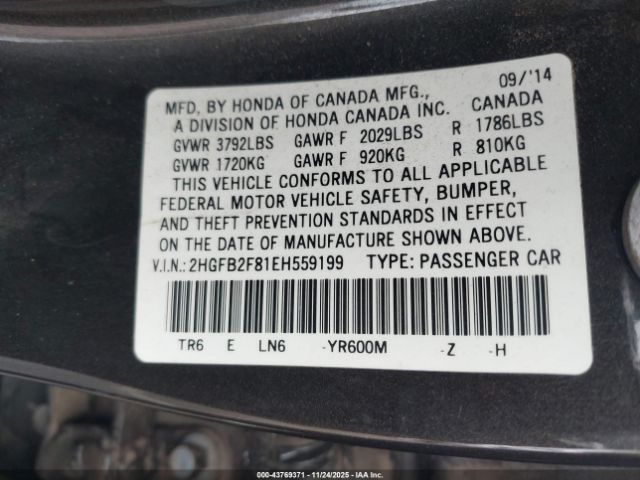 09/'14
MFD, BY HONDA OF CANADA MFG.,
A DIVISION OF HONDA CANADA INC. CANADA
GVWR 3792LBS GAWR F 2029LBS R 1786LBS
GVWR 1720KG GAWR F 920KG R 810KG
THIS VEHICLE CONFORMS TO ALL APPLICABLE
FEDERAL MOTOR VEHICLE SAFETY, BUMPER,
AND THEFT PREVENTION STANDARDS IN EFFECT
ON THE DATE OF MANUFACTURE SHOWN ABOVE.
V.I.N.: 2HGFB2F81EH559199 TYPE: PASSENGER CAR
TR6 E LN6 -YR600M -Z -H
000-43769371 - 11/24/2025 - IAA Inc.